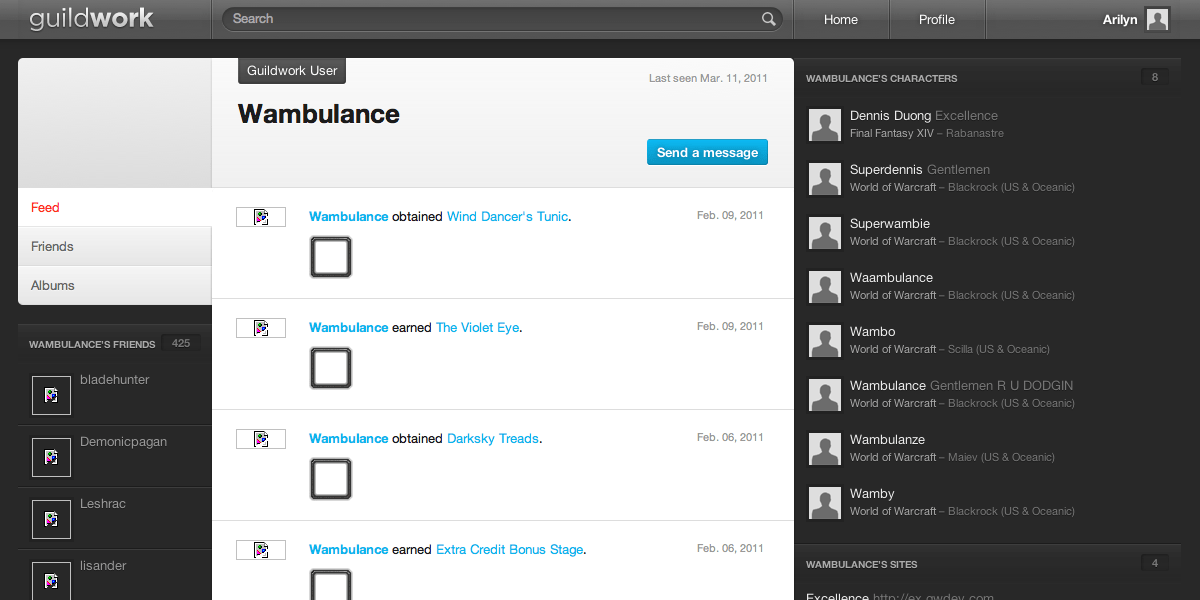 guildwork
Search
Home
Profile
Arilyn
Guildwork User
Last seen Mar. 11, 2011
Wambulance
Send a message
Feed
Friends
Albums
WAMBULANCE'S FRIENDS 425
bladehunter
Demonicpagan
Leshrac
lisander
Wambulance obtained Wind Dancer's Tunic.
Feb. 09, 2011
Wambulance earned The Violet Eye.
Feb. 09, 2011
Wambulance obtained Darksky Treads.
Feb. 06, 2011
Wambulance earned Extra Credit Bonus Stage.
Feb. 06, 2011
WAMBULANCE'S CHARACTERS 8
Dennis Duong Excellence
Final Fantasy XIV – Rabanastre
Superdennis Gentlemen
World of Warcraft – Blackrock (US & Oceanic)
Superwambie
World of Warcraft – Blackrock (US & Oceanic)
Waambulance
World of Warcraft – Blackrock (US & Oceanic)
Wambo
World of Warcraft – Scilla (US & Oceanic)
Wambulance Gentlemen R U DODGIN
World of Warcraft – Blackrock (US & Oceanic)
Wambulanze
World of Warcraft – Maiev (US & Oceanic)
Wamby
World of Warcraft – Blackrock (US & Oceanic)
WAMBULANCE'S SITES 4
Excellence http://ex.gwdev.com